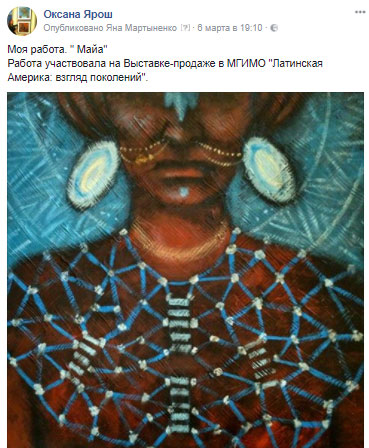 Оксана Ярош
Опубликовано Яна Мартыненко [?] · 6 марта в 19:10 ·
Моя работа. " Майа"
Работа участвовала на Выставке-продаже в МГИМО "Латинская
Америка: взгляд поколений".